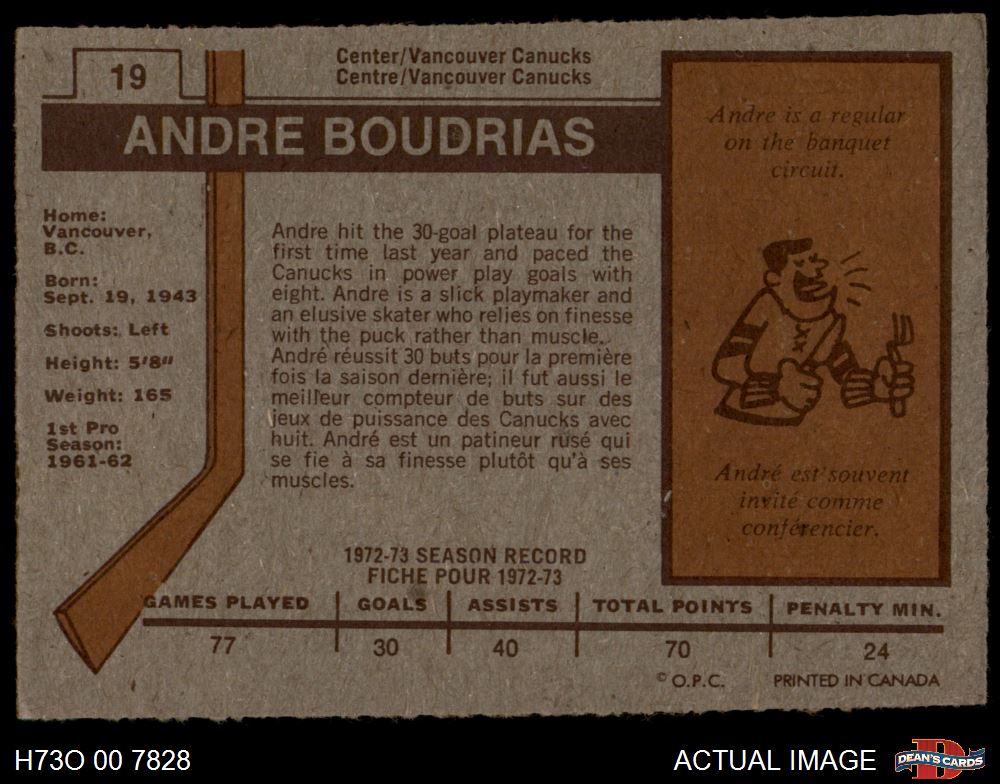 19
Center/Vancouver Canucks
Centre/Vancouver Canucks
ANDRE BOUDRIAS
Home:
Vancouver,
B.C.
Born:
Sept. 19, 1943
Shoots: Left
Height: 5'8"
Weight: 165
1st Pro
Season:
1961-62
Andre hit the 30-goal plateau for the
first time last year and paced the
Canucks in power play goals with
eight. Andre is a slick playmaker and
an elusive skater who relies on finesse
with the puck rather than muscle.
André réussit 30 buts pour la première
fois la saison dernière; il fut aussi le
meilleur compteur de buts sur des
jeux de puissance des Canucks avec
huit. André est un patineur rusé qui
se fie à sa finesse plutôt qu'à ses
muscles.
Andre is a regular
on the banquet
circuit.
André est souvent
invité comme
conférencier.
1972-73 SEASON RECORD
FICHE POUR 1972-73
GAMES PLAYED GOALS ASSISTS TOTAL POINTS PENALTY MIN.
77 30 40 70 24
© O.P.C. PRINTED IN CANADA
H73O 00 7828
ACTUAL IMAGE
D
DEAN'S CARDS